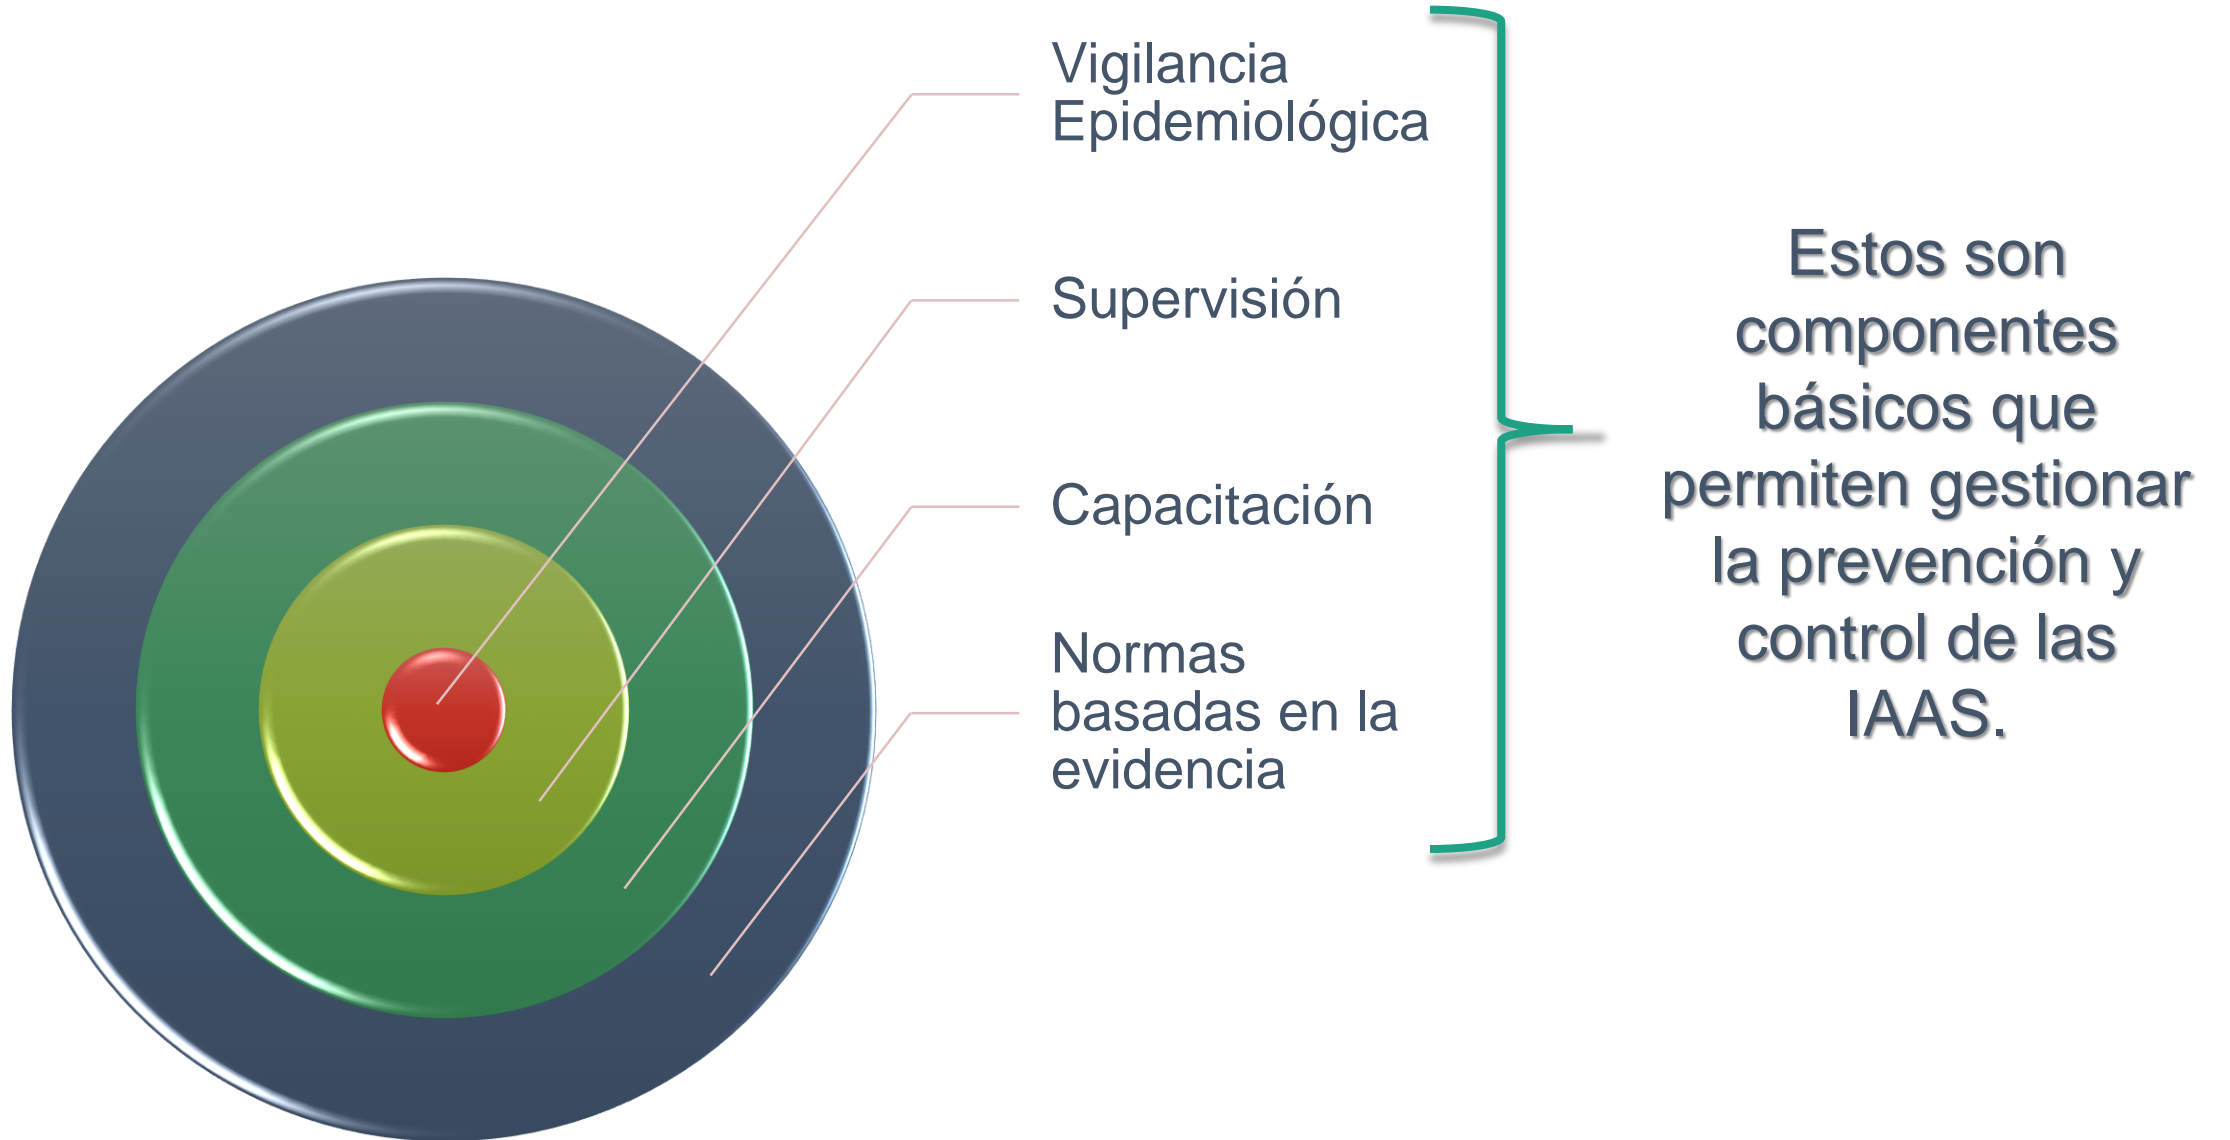 Vigilancia
Epidemiológica
Supervisión
Capacitación
Normas
basadas en la
evidencia
Estos son
componentes
básicos que
permiten gestionar
la prevención y
control de las
IAAS.